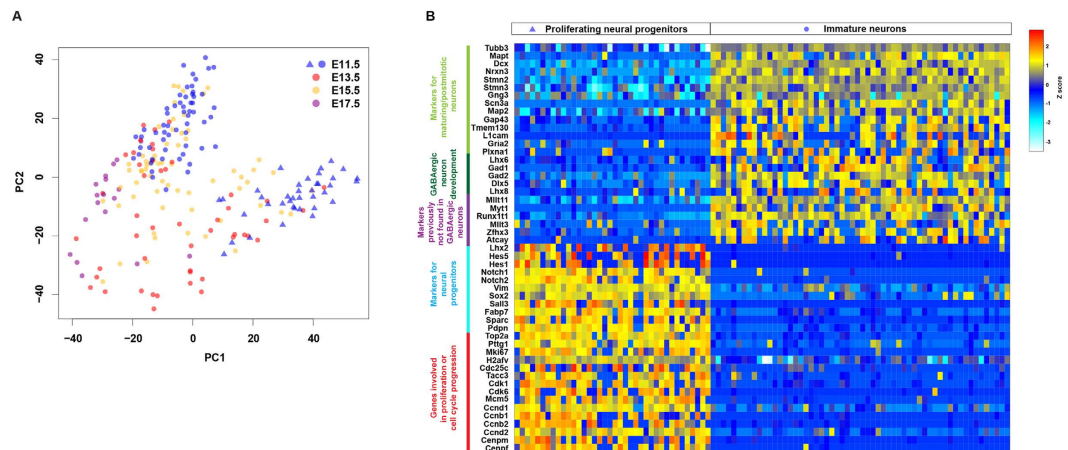 A
B
40
20
0
−20
−40
PC2
−40
−20
0
20
40
PC1
E11.5
E13.5
E15.5
E17.5
Proliferating neural progenitors
Immature neurons
Markers for
maturing/postmitotic
neurons
GABAergic
neuron
development
Markers
previously
not found in
GABAergic
neurons
Markers for
neural
progenitors
Genes involved
in proliferation or
cell cycle progression
Tubb3
Mapt
Dcx
Nrxn3
Stmn2
Stmn3
Gng3
Scn3a
Map2
Gap43
Tmem130
L1cam
Gria2
Plxna1
Lhx6
Gad1
Gad2
Dlx5
Lhx8
Mllt11
Myt1
Runx1t1
Mllt3
Zfhx3
Atcay
Lhx2
Hes5
Hes1
Notch1
Notch2
Vim
Sox2
Sall3
Fabp7
Sparc
Pdpn
Top2a
Pttg1
Mki67
H2afv
Cdc25c
Tacc3
Cdk1
Cdk6
Mcm5
Ccnd1
Ccnb1
Ccnb2
Ccnd2
Cenpm
Cenpf
2
1
0
-1
-2
-3
Z score